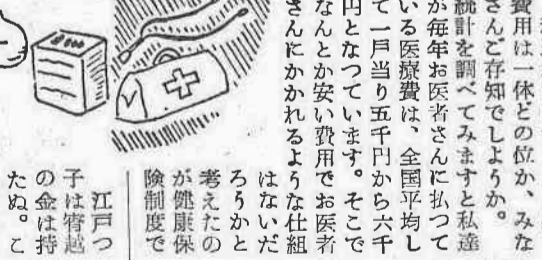 費用は一体どの位か、みな
さんご存知でしようか。
統計を調べてみますと私達
が毎年お医者さんに払つて
いる医療費は、全国平均し
て一戸当り五千円から六千
円となつています。そこで
なんとか安い費用でお医者
さんにかかれるような仕組
はないだ
ろうかと
考えたの
が健康保
険制度で
江戸つ
子は宵越
の金は持
たぬ。こ